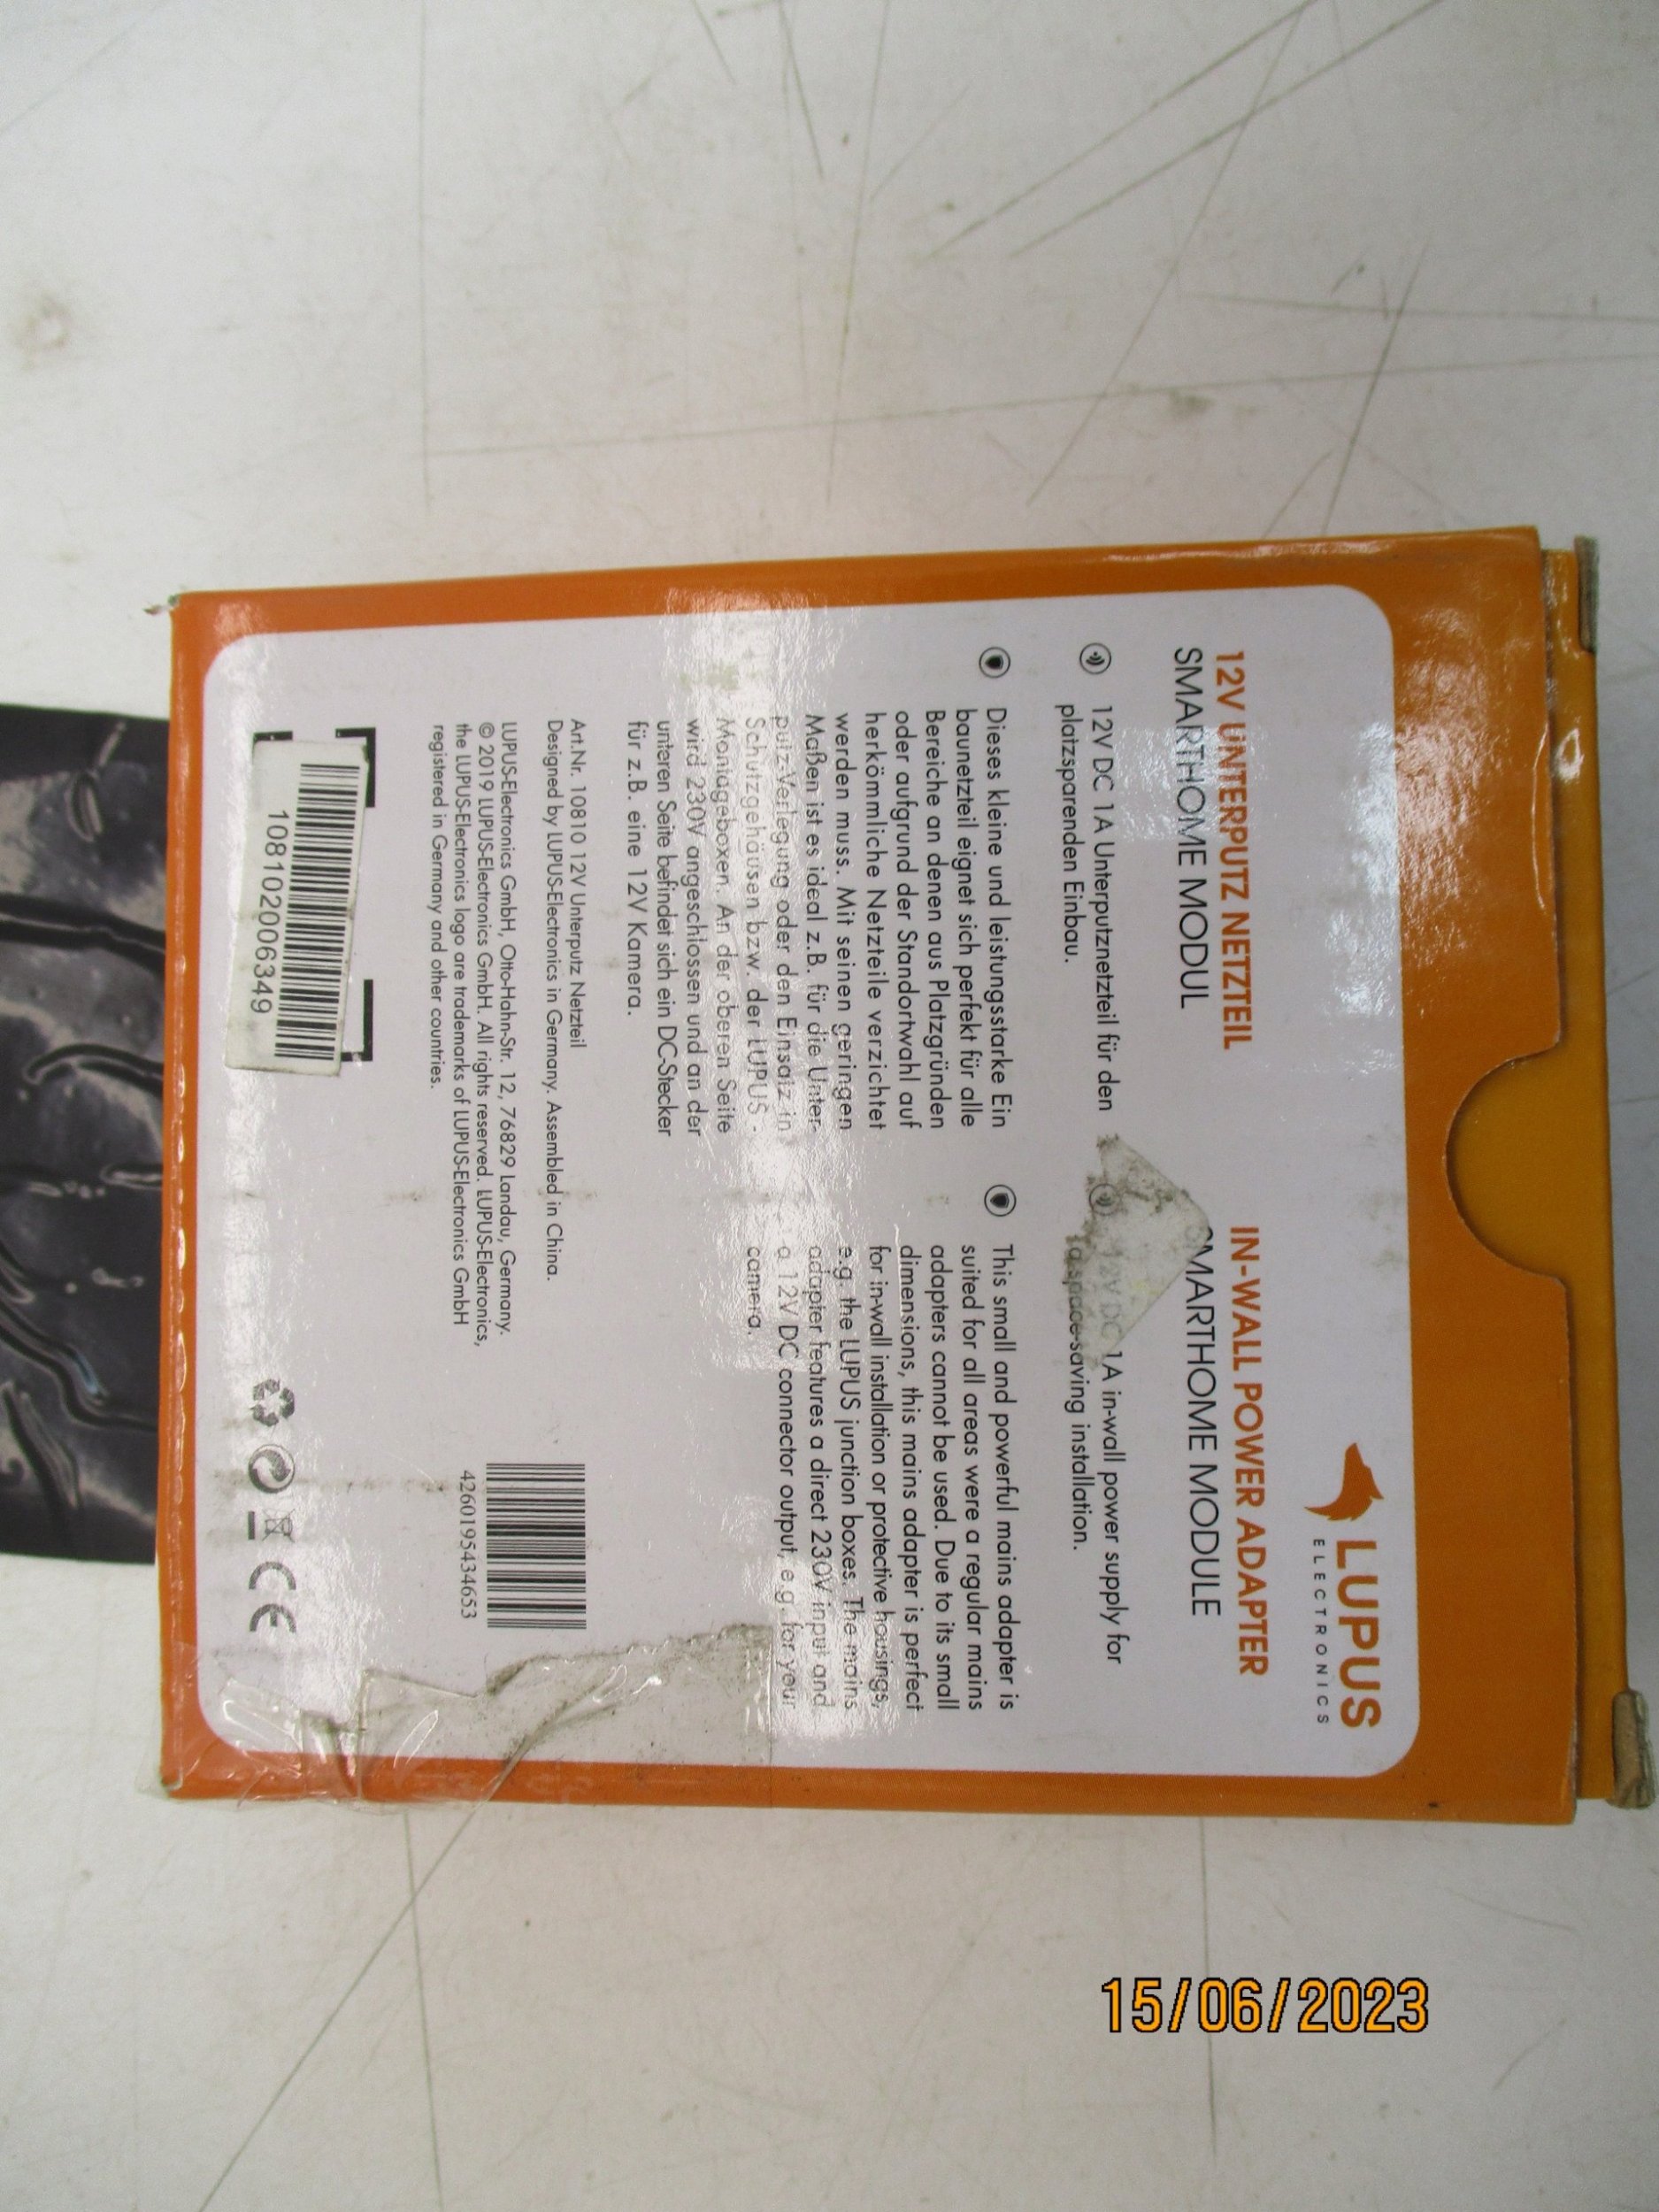 LUPUS
ELECTRONICS
12V UNTERPUTZ NETZTEIL
SMARTHOME MODUL
12V DC 1A Unterputznetzteil für den
platzsparenden Einbau.
Dieses kleine und leistungsstarke Ein
baunetzteil eignet sich perfekt für alle
Bereiche an denen aus Platzgründen
oder aufgrund der Standortwahl auf
herkömmliche Netzteile verzichtet
werden muss. Mit seinen geringen
Maßen ist es ideal z.B. für die Unter-
putz-Verlegung oder den Einsatz in
Schutzgehäusen bzw. der LUPUS -
Montageboxen. An der oberen Seite
wird 230V angeschlossen und an der
unteren Seite befindet sich ein DC-Stecker
für z.B. eine 12V Kamera.
IN-WALL POWER ADAPTER
SMARTHOME MODULE
12V DC 1A in-wall power supply for
a space-saving installation.
This small and powerful mains adapter is
suited for all areas were a regular mains
adapters cannot be used. Due to its small
dimensions, this mains adapter is perfect
for in-wall installation or protective housings,
e.g. the LUPUS junction boxes. The mains
adapter features a direct 230V input and
a 12V DC connector output, e.g. for your
camera.
Art.Nr. 10810 12V Unterputz Netzteil
Designed by LUPUS-Electronics in Germany. Assembled in China.
LUPUS-Electronics GmbH, Otto-Hahn-Str. 12, 76829 Landau, Germany.
© 2019 LUPUS-Electronics GmbH. All rights reserved. LUPUS-Electronics,
the LUPUS-Electronics logo are trademarks of LUPUS-Electronics GmbH
registered in Germany and other countries.
4260195434653
108102006349
CE
15/06/2023